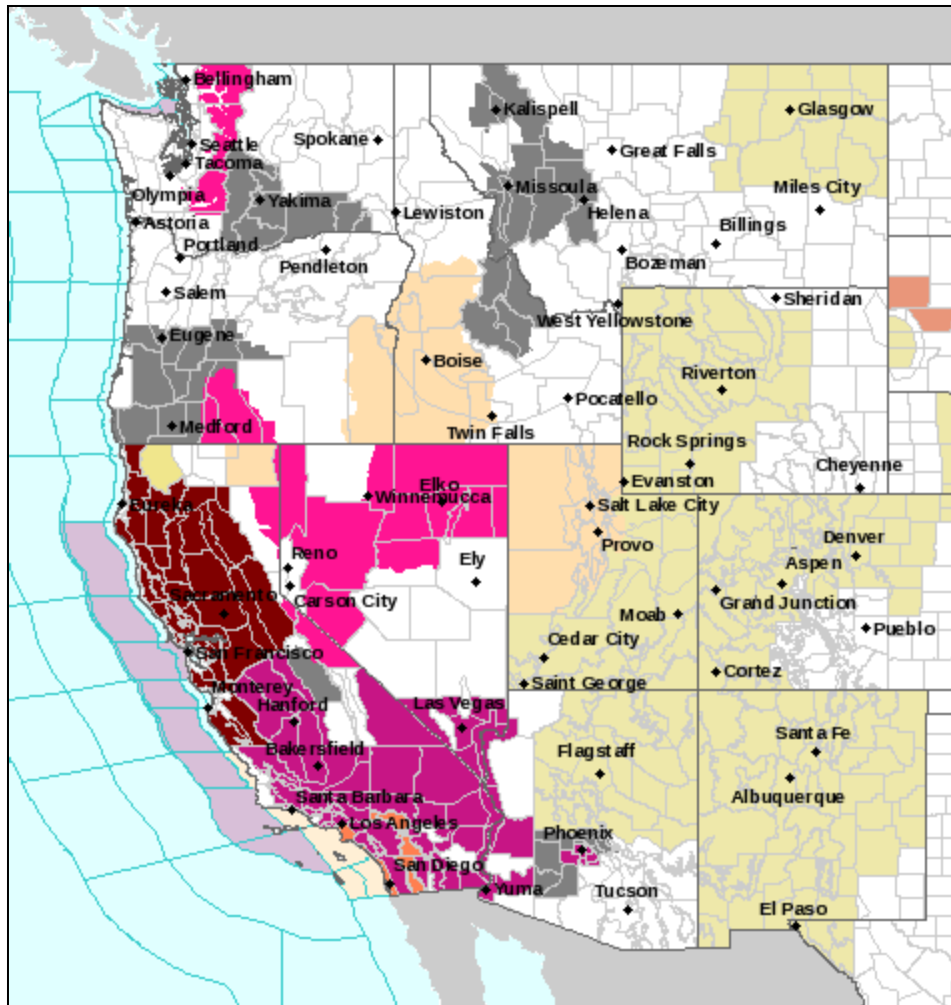 Bellingham
Kalispell
Glasgow
Spokane
Seattle
Great Falls
Tacoma
Missoula
Miles City
Olympia
Yakima
Helena
Lewiston
Astoria
Billings
Portland
Pendleton
Bozeman
Salem
Sheridan
West Yellowstone
Eugene
Boise
Riverton
Pocatello
Medford
Twin Falls
Rock Springs
Cheyenne
Elko
Evanston
Winnemucca
Eureka
Salt Lake City
Denver
Provo
Reno
Ely
Aspen
Sacramento
Carson City
Grand Junction
Moab
Pueblo
Cedar City
San Francisco
Cortez
Saint George
Monterey
Las Vegas
Hanford
Santa Fe
Bakersfield
Flagstaff
Albuquerque
Santa Barbara
Los Angeles
Phoenix
San Diego
Yuma
Tucson
El Paso